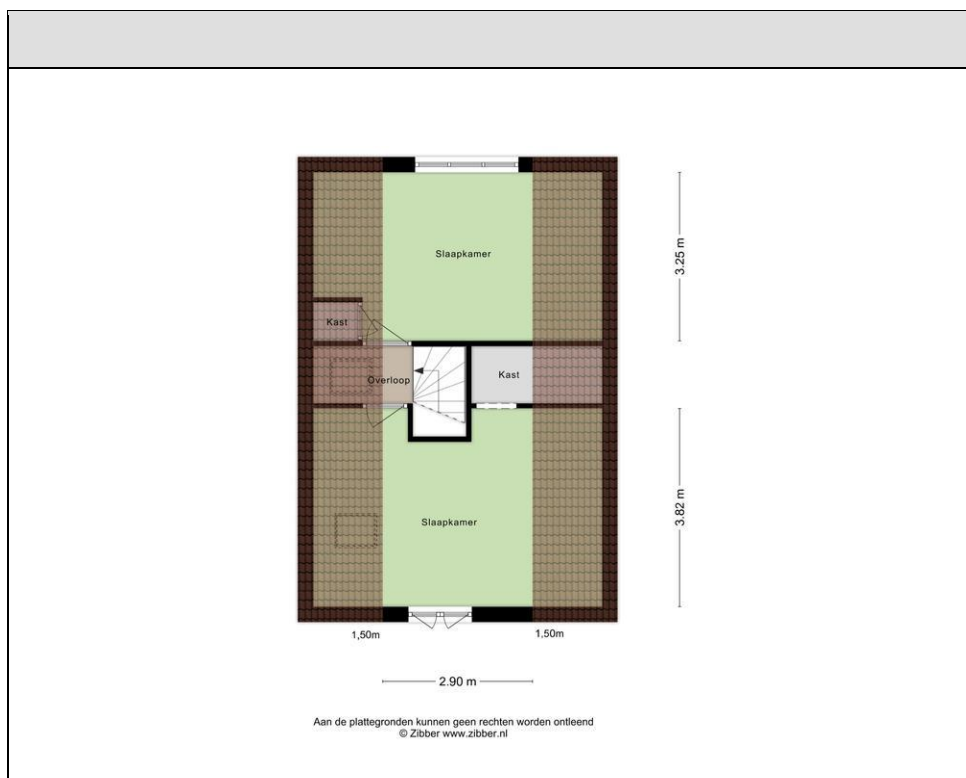 Slaapkamer
3.25 m
Kast
Overloop
Kast
3.82 m
Slaapkamer
1,50m
1,50m
2.90 m
Aan de plattegronden kunnen geen rechten worden ontleend
© Zibber www.zibber.nl